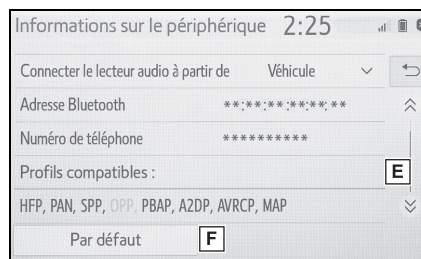 Informations sur le périphérique 2:25
Connecter le lecteur audio à partir de Véhicule
Adresse Bluetooth **:**:**:**:**:**
Numéro de téléphone **********
Profils compatibles :
E
HFP, PAN, SPP, OPP, PBAP, A2DP, AVRCP, MAP
Par défaut F